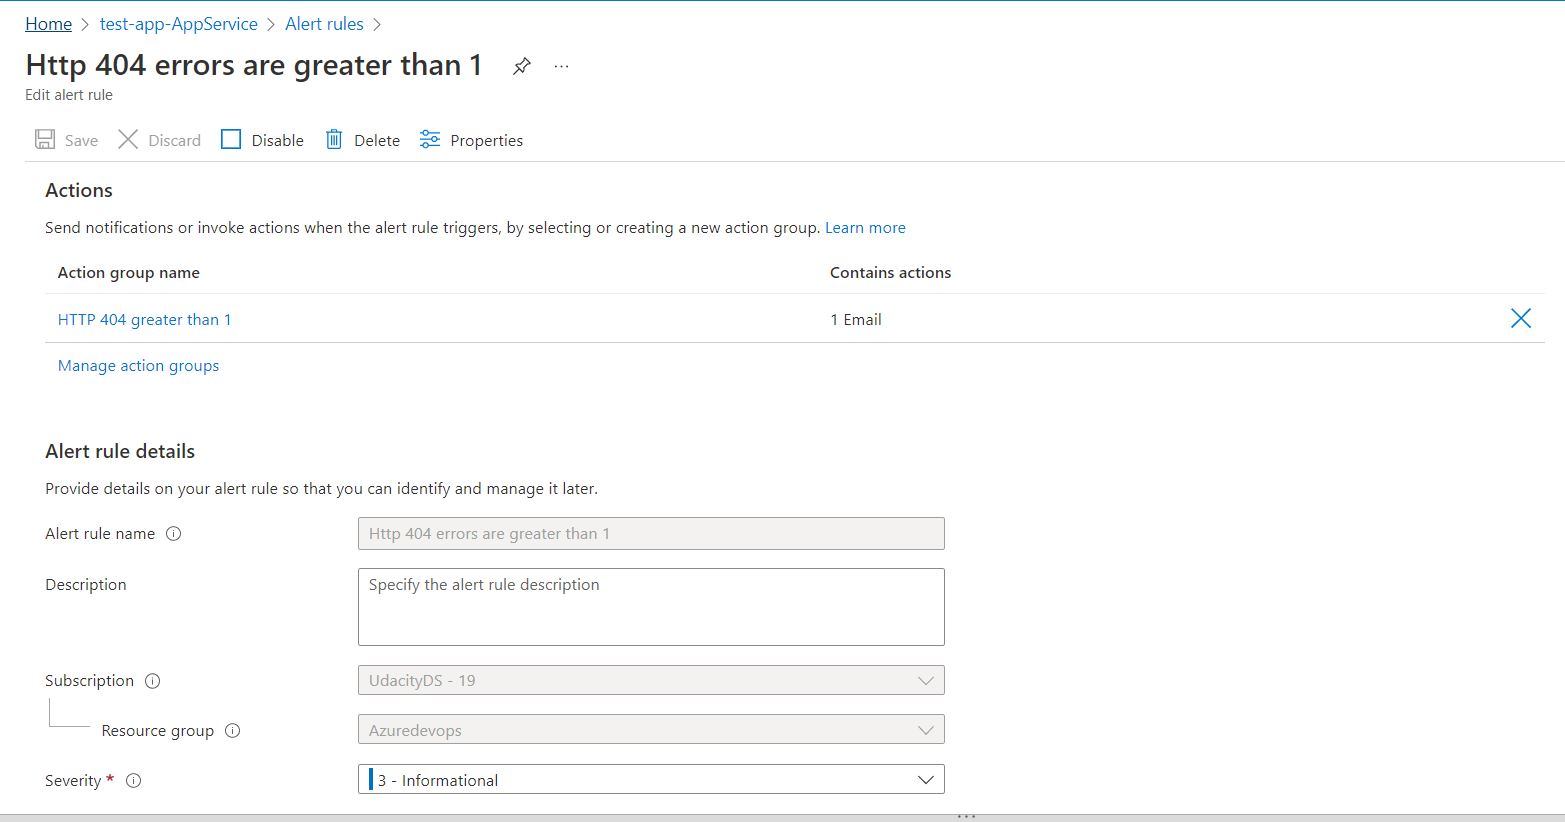 Home > test-app-AppService > Alert rules >
Http 404 errors are greater than 1 ...
Edit alert rule
Save Discard Disable Delete Properties
Actions
Send notifications or invoke actions when the alert rule triggers, by selecting or creating a new action group. Learn more
Action group name Contains actions
HTTP 404 greater than 1 1 Email
Manage action groups
Alert rule details
Provide details on your alert rule so that you can identify and manage it later.
Alert rule name Http 404 errors are greater than 1
Description Specify the alert rule description
Subscription UdacityDS - 19
Resource group Azuredevops
Severity * 3 - Informational